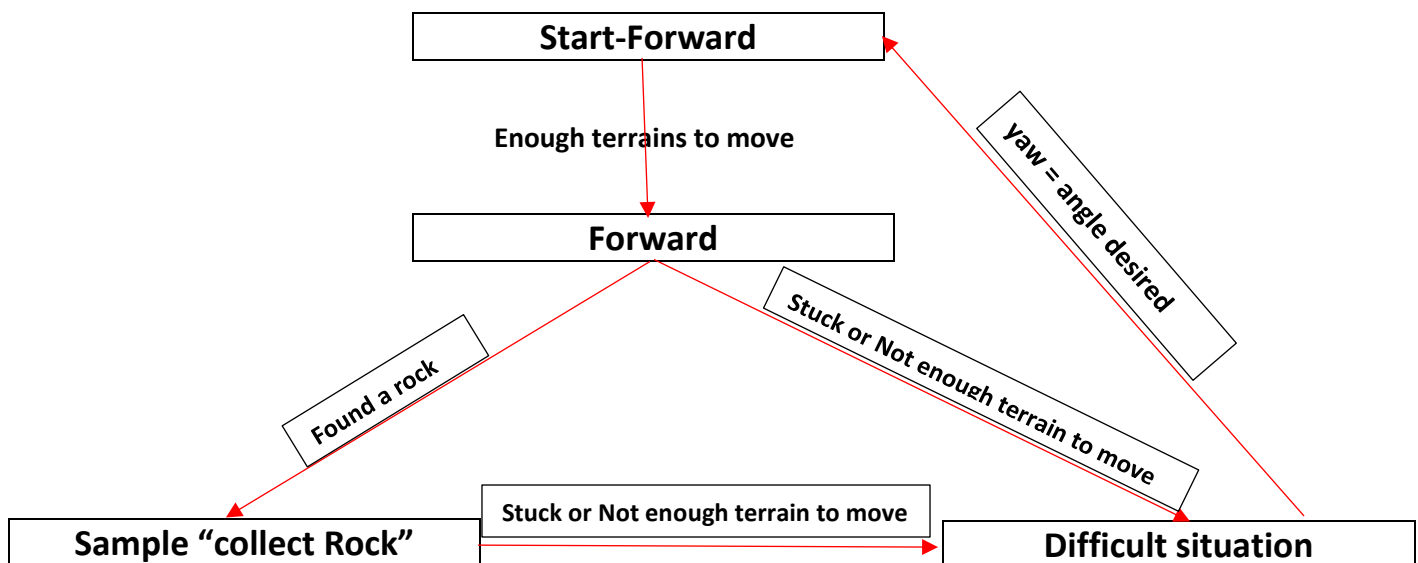 Start-Forward
Enough terrains to move
yaw = angle desired
Forward
Stuck or Not enough terrain to move
Found a rock
Stuck or Not enough terrain to move
Sample “collect Rock”
Difficult situation